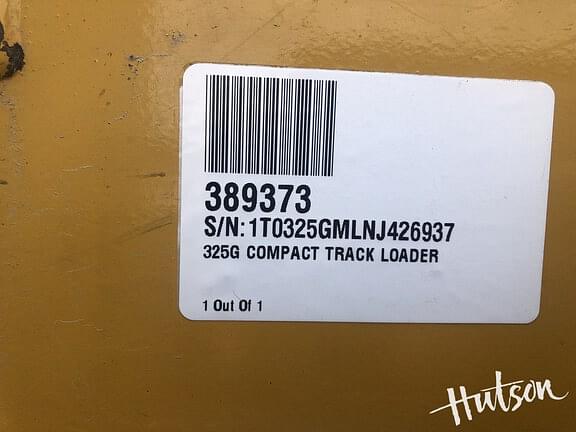 389373
S/N: 1T0325GMLNJ426937
325G COMPACT TRACK LOADER
1 Out Of 1
Hutson